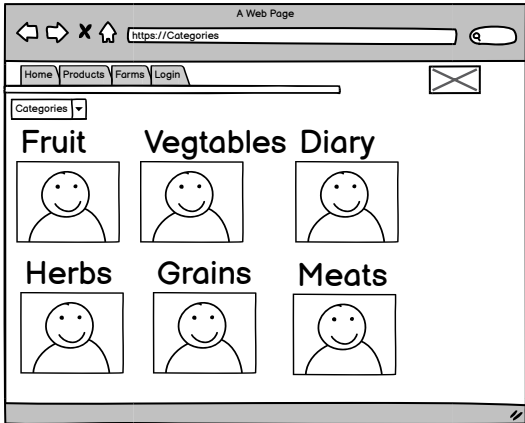 A Web Page
https://Categories
Home Products Farms Login
Categories
Fruit Vegtables Diary
Herbs Grains Meats